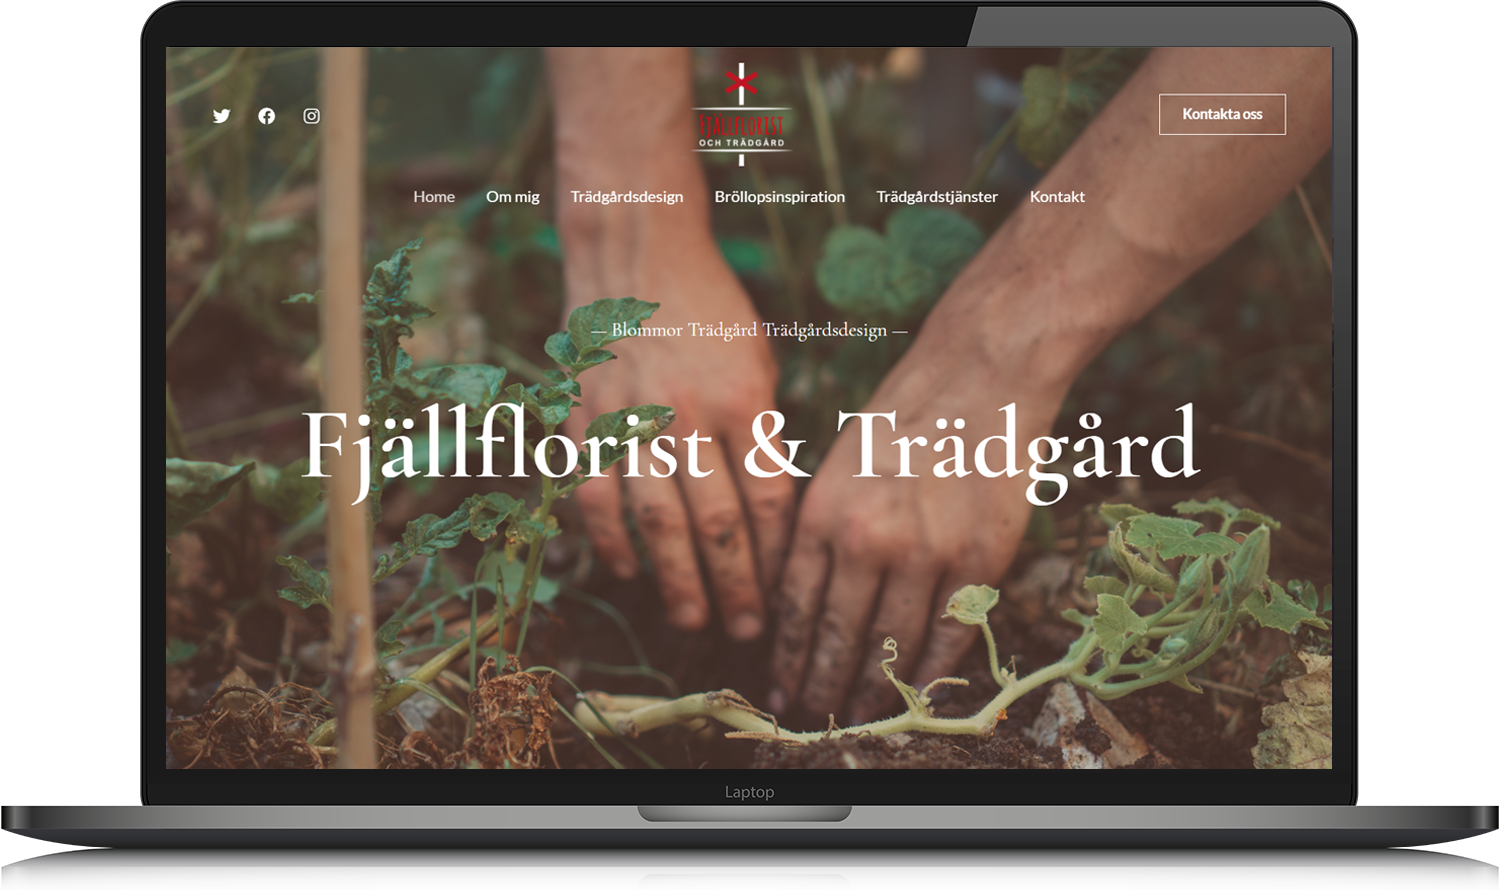 Fjällflorist
OCH TRÄDGÅRD
Kontakta oss
Home Om mig Trädgårdsdesign Bröllopsinspiration Trädgårdstjänster Kontakt
— Blommor Trädgård Trädgårdsdesign —
Fjällflorist & Trädgård
Laptop